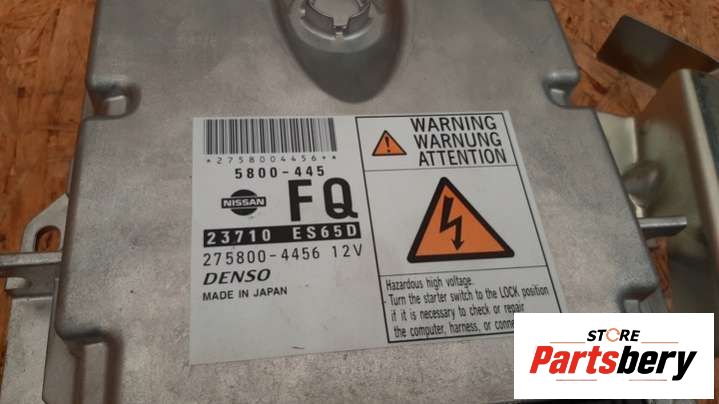 *2758004456**
5800-445
NISSAN
FQ
23710 ES65D
275800-4456 12V
DENSO
MADE IN JAPAN
WARNING
WARNUNG
ATTENTION
Hazardous high voltage.
Turn the starter switch to the LOCK position
if it is necessary to check or repair
the computer, harness, or
STORE
Partsbery